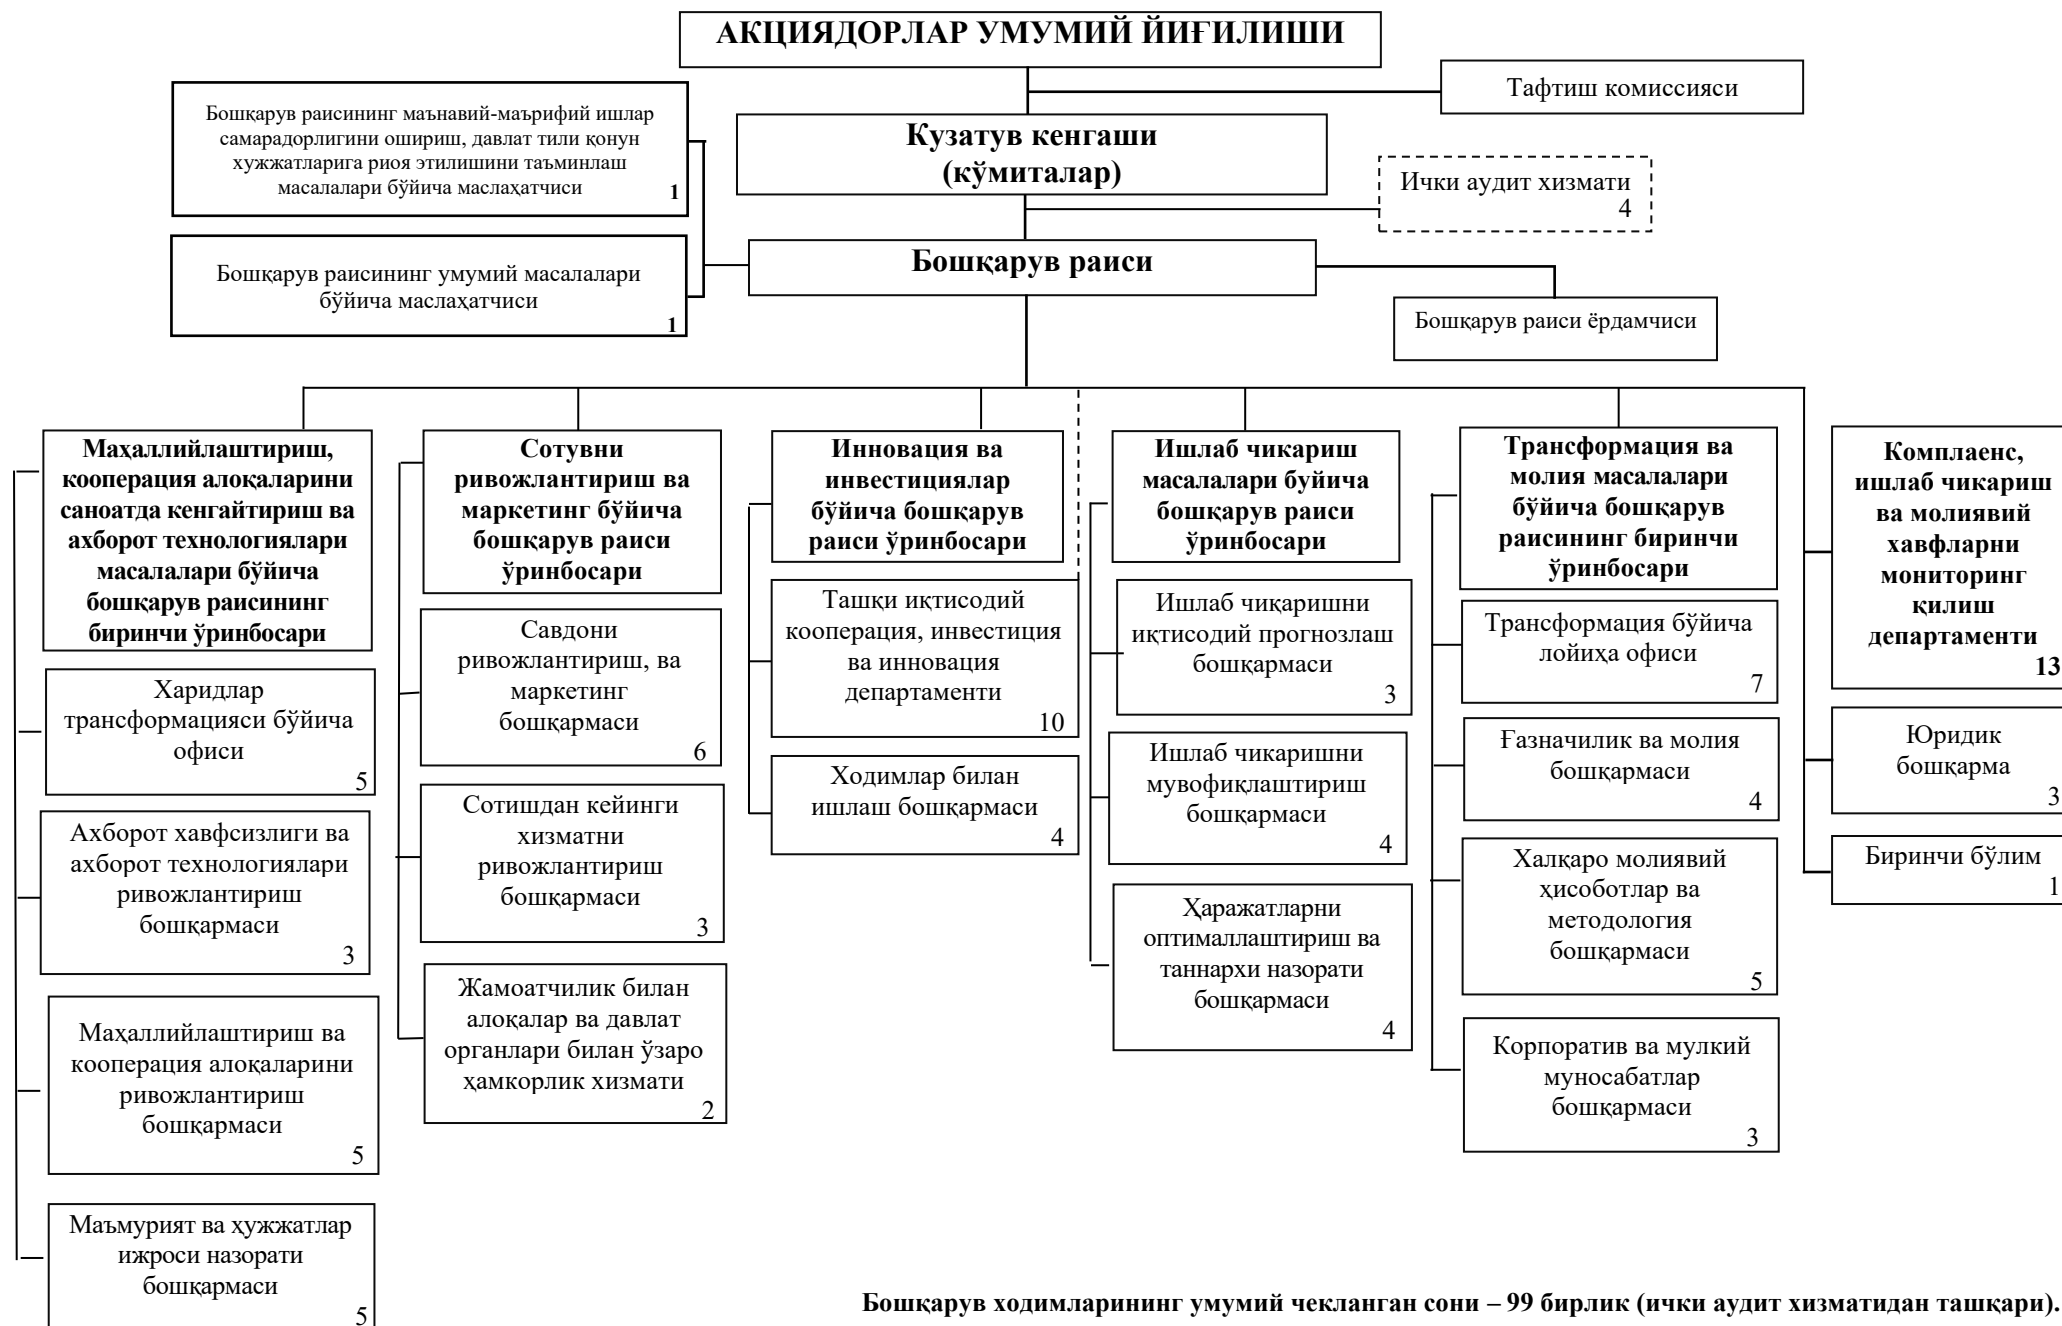 АКЦИЯДОРЛАР УМУМИЙ ЙИҒИЛИШИ
Тафтиш комиссияси
Бошқарув раисининг маънавий-маърифий ишлар
самарадорлигини ошириш, давлат тили қонун
хужжатларига риоя этилишини таъминлаш
масалалари бўйича маслаҳатчиси
1
Кузатув кенгаши
(кўмиталар)
Ички аудит хизмати
4
Бошқарув раисининг умумий масалалари
бўйича маслаҳатчиси
1
Бошқарув раиси
Бошқарув раиси ёрдамчиси
Маҳаллийлаштириш,
кооперация алоқаларини
саноатда кенгайтириш ва
ахборот технологиялари
масалалари бўйича
бошқарув раисининг
биринчи ўринбосари
Харидлар
трансформацияси бўйича
офиси
5
Ахборот хавфсизлиги ва
ахборот технологиялари
ривожлантириш
бошқармаси
3
Маҳаллийлаштириш ва
кооперация алоқаларини
ривожлантириш
бошқармаси
5
Маъмурият ва ҳужжатлар
ижроси назорати
бошқармаси
5
Сотувни
ривожлантириш ва
маркетинг бўйича
бошқарув раиси
ўринбосари
Савдони
ривожлантириш, ва
маркетинг
бошқармаси
6
Сотишдан кейинги
хизматни
ривожлантириш
бошқармаси
3
Жамоатчилик билан
алоқалар ва давлат
органлари билан ўзаро
ҳамкорлик хизмати
2
Инновация ва
инвестициялар
бўйича бошқарув
раиси ўринбосари
Ташқи иқтисодий
кооперация, инвестиция
ва инновация
департаменти
10
Ходимлар билан
ишлаш бошқармаси
4
Ишлаб чикариш
масалалари буйича
бошқарув раиси
ўринбосари
Ишлаб чиқаришни
иқтисодий прогнозлаш
бошқармаси
3
Ишлаб чикаришни
мувофиқлаштириш
бошқармаси
4
Ҳаражатларни
оптималлаштириш ва
таннархи назорати
бошқармаси
4
Трансформация ва
молия масалалари
бўйича бошқарув
раисининг биринчи
ўринбосари
Трансформация бўйича
лойиҳа офиси
7
Ғазначилик ва молия
бошқармаси
4
Халқаро молиявий
ҳисоботлар ва
методология
бошқармаси
5
Корпоратив ва мулкий
муносабатлар
бошқармаси
3
Комплаенс,
ишлаб чикариш
ва молиявий
хавфларни
мониторинг
қилиш
департаменти
13
Юридик
бошқарма
3
Биринчи бўлим
1
Бошқарув ходимларининг умумий чекланган сони – 99 бирлик (ички аудит хизматидан ташқари).